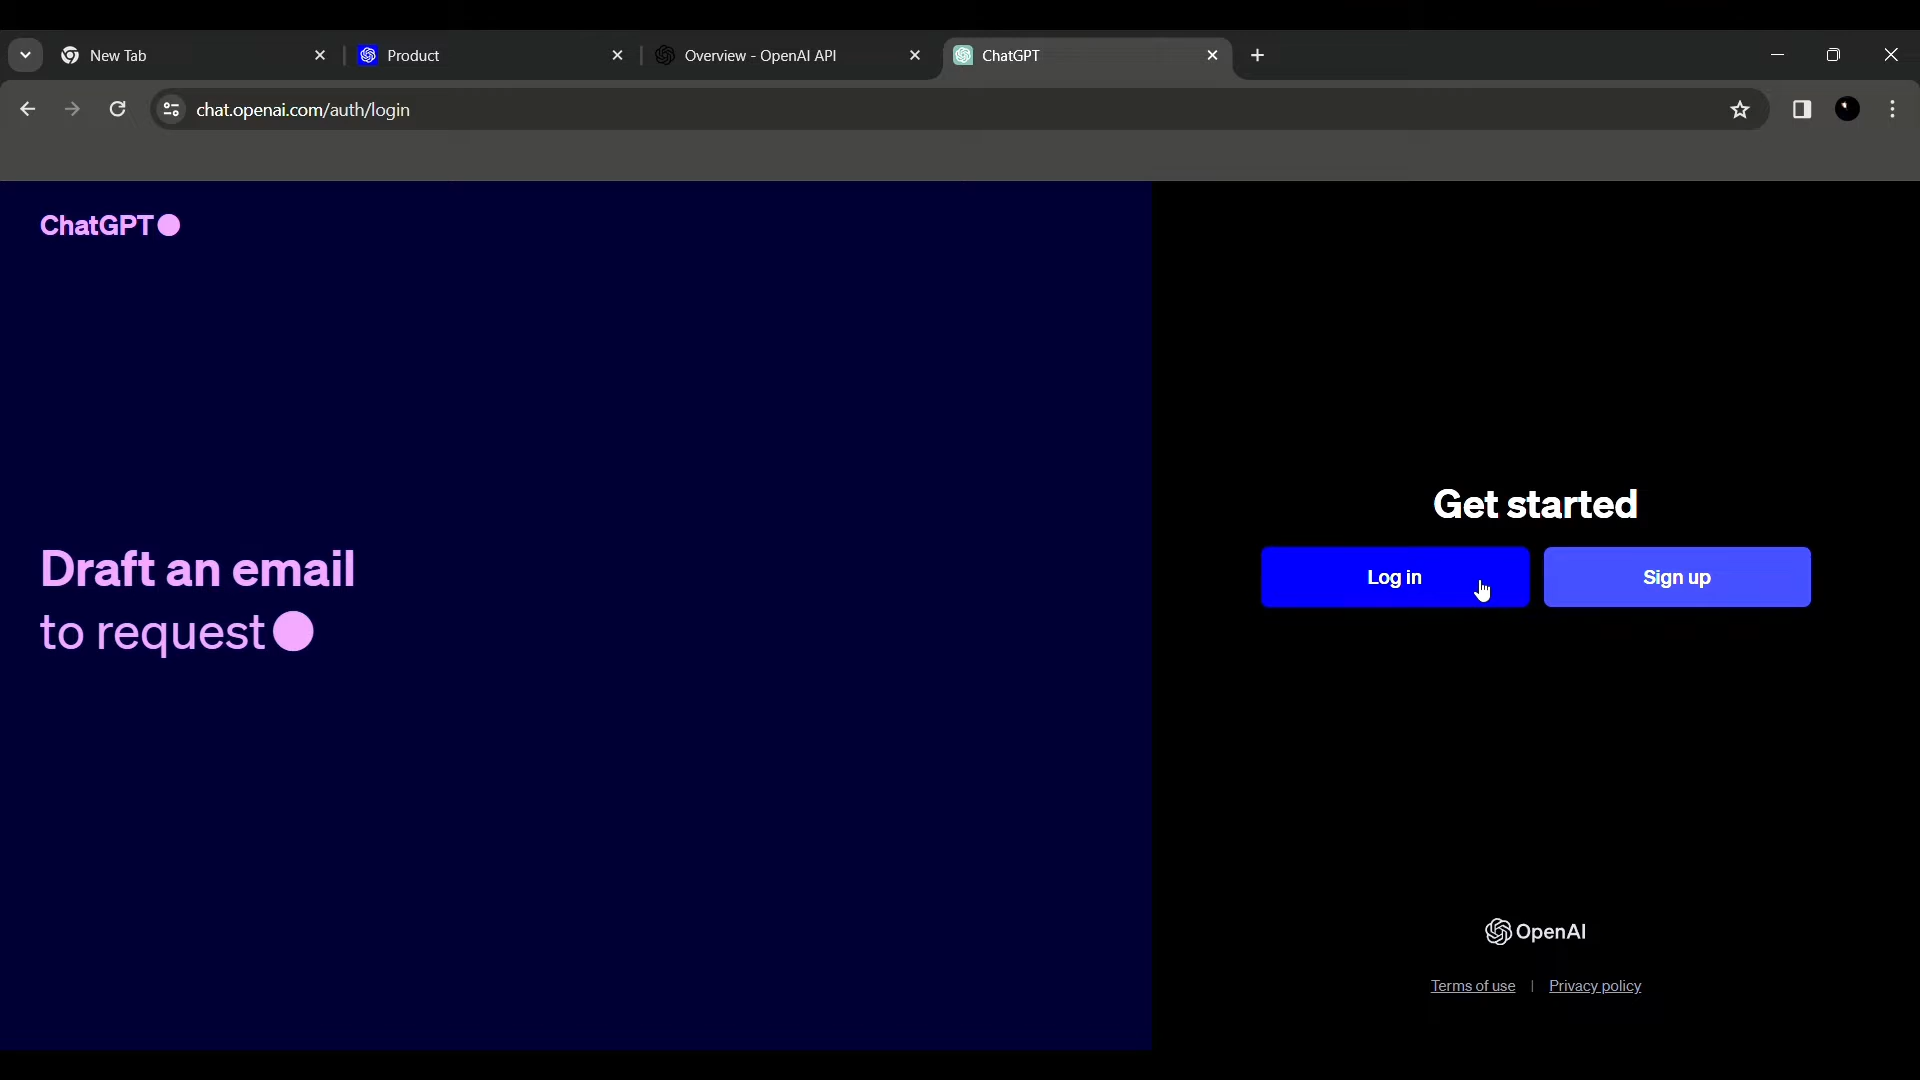 New Tab
Product
Overview - OpenAI API
ChatGPT
chat.openai.com/auth/login
ChatGPT
Draft an email
to request
Get started
Log in
Sign up
OpenAI
Terms of use | Privacy policy